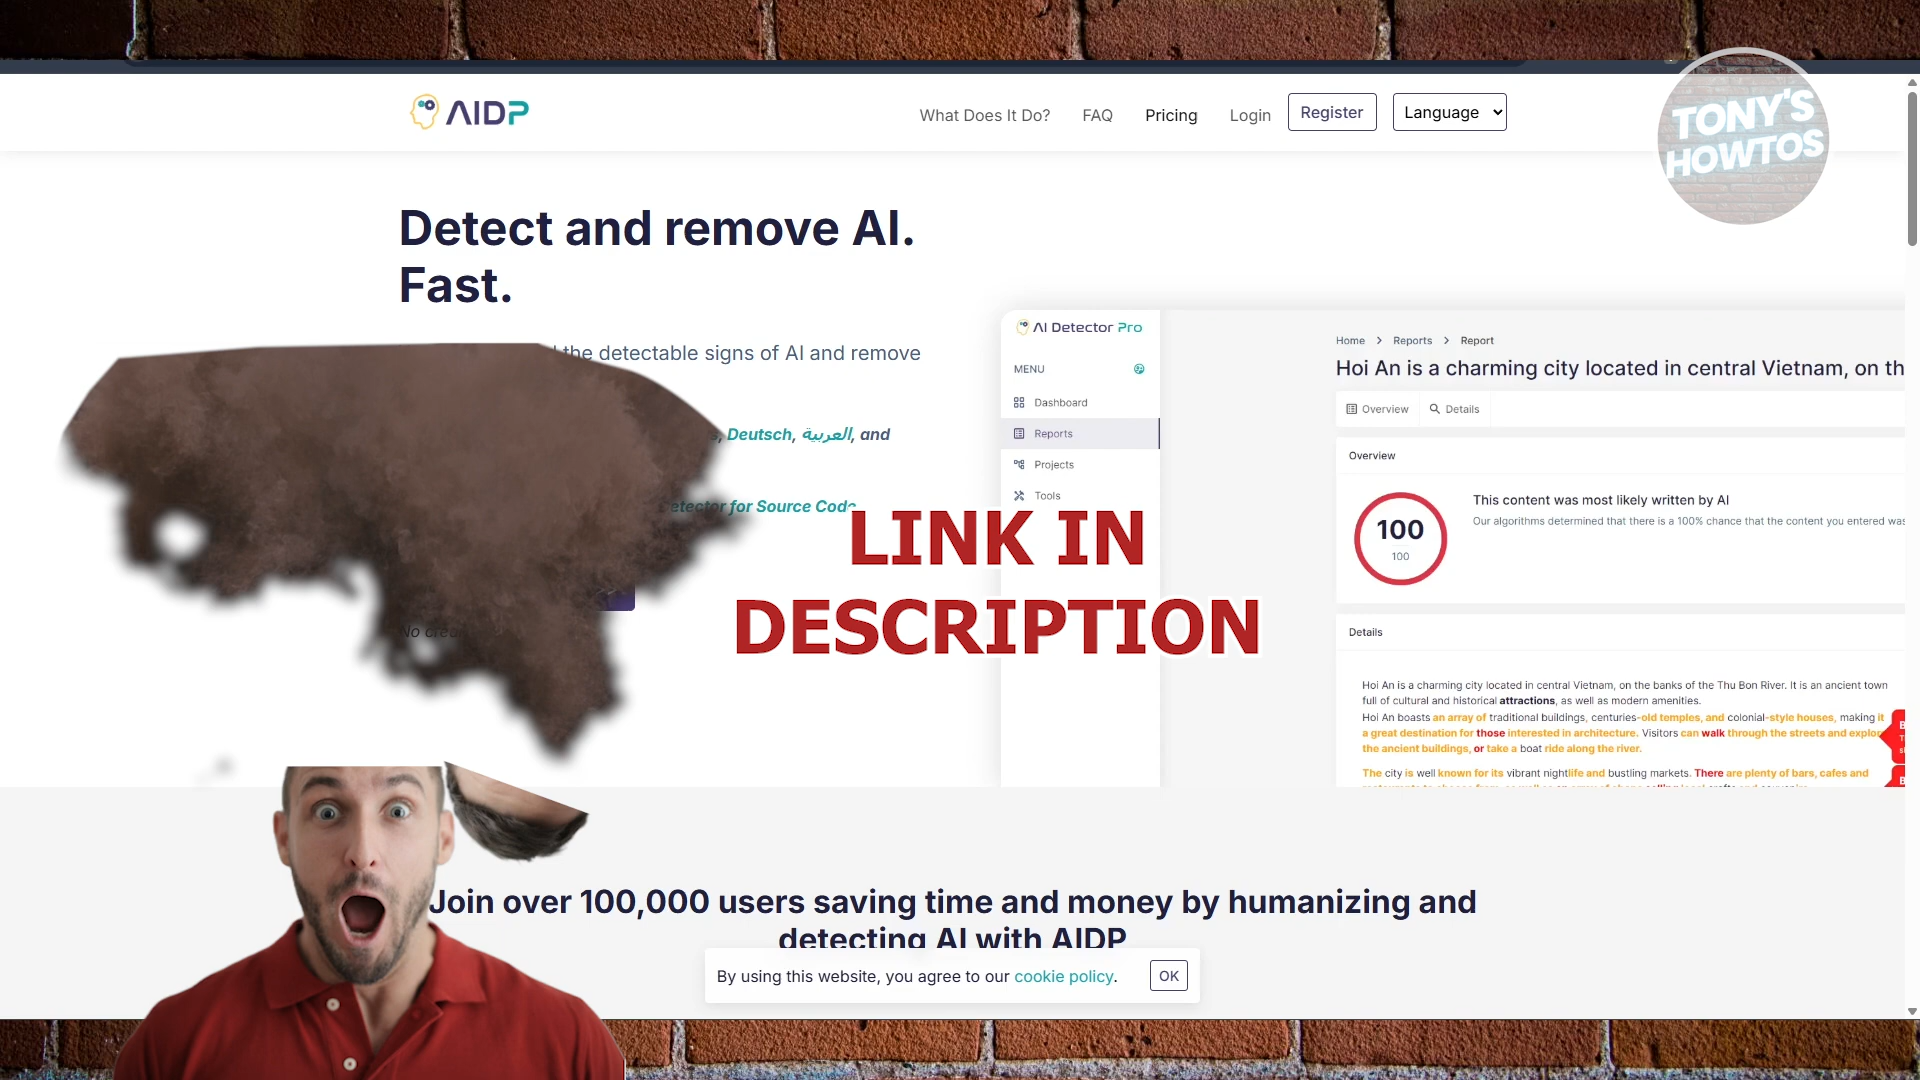 AIDP
What Does It Do?
FAQ
Pricing
Login
Register
Language
TONY'S
HOWTOS
Detect and remove AI.
Fast.
the detectable signs of AI and remove
Deutsch, العربية, and
for Source Code
No
LINK IN
DESCRIPTION
AI Detector Pro
MENU
Dashboard
Reports
Projects
Tools
Home > Reports > Report
Hoi An is a charming city located in central Vietnam, on th
Overview
Details
Overview
100
100
This content was most likely written by AI
Our algorithms determined that there is a 100% chance that the content you entered was
Details
Hoi An is a charming city located in central Vietnam, on the banks of the Thu Bon River. It is an ancient town
full of cultural and historical attractions, as well as modern amenities.
Hoi An boasts an array of traditional buildings, centuries-old temples, and colonial-style houses, making it
a great destination for those interested in architecture. Visitors can walk through the streets and explor
the ancient buildings, or take a boat ride along the river.
The city is well known for its vibrant nightlife and bustling markets. There are plenty of bars, cafes and
Join over 100,000 users saving time and money by humanizing and
detecting AI with AIDP
By using this website, you agree to our cookie policy.
OK